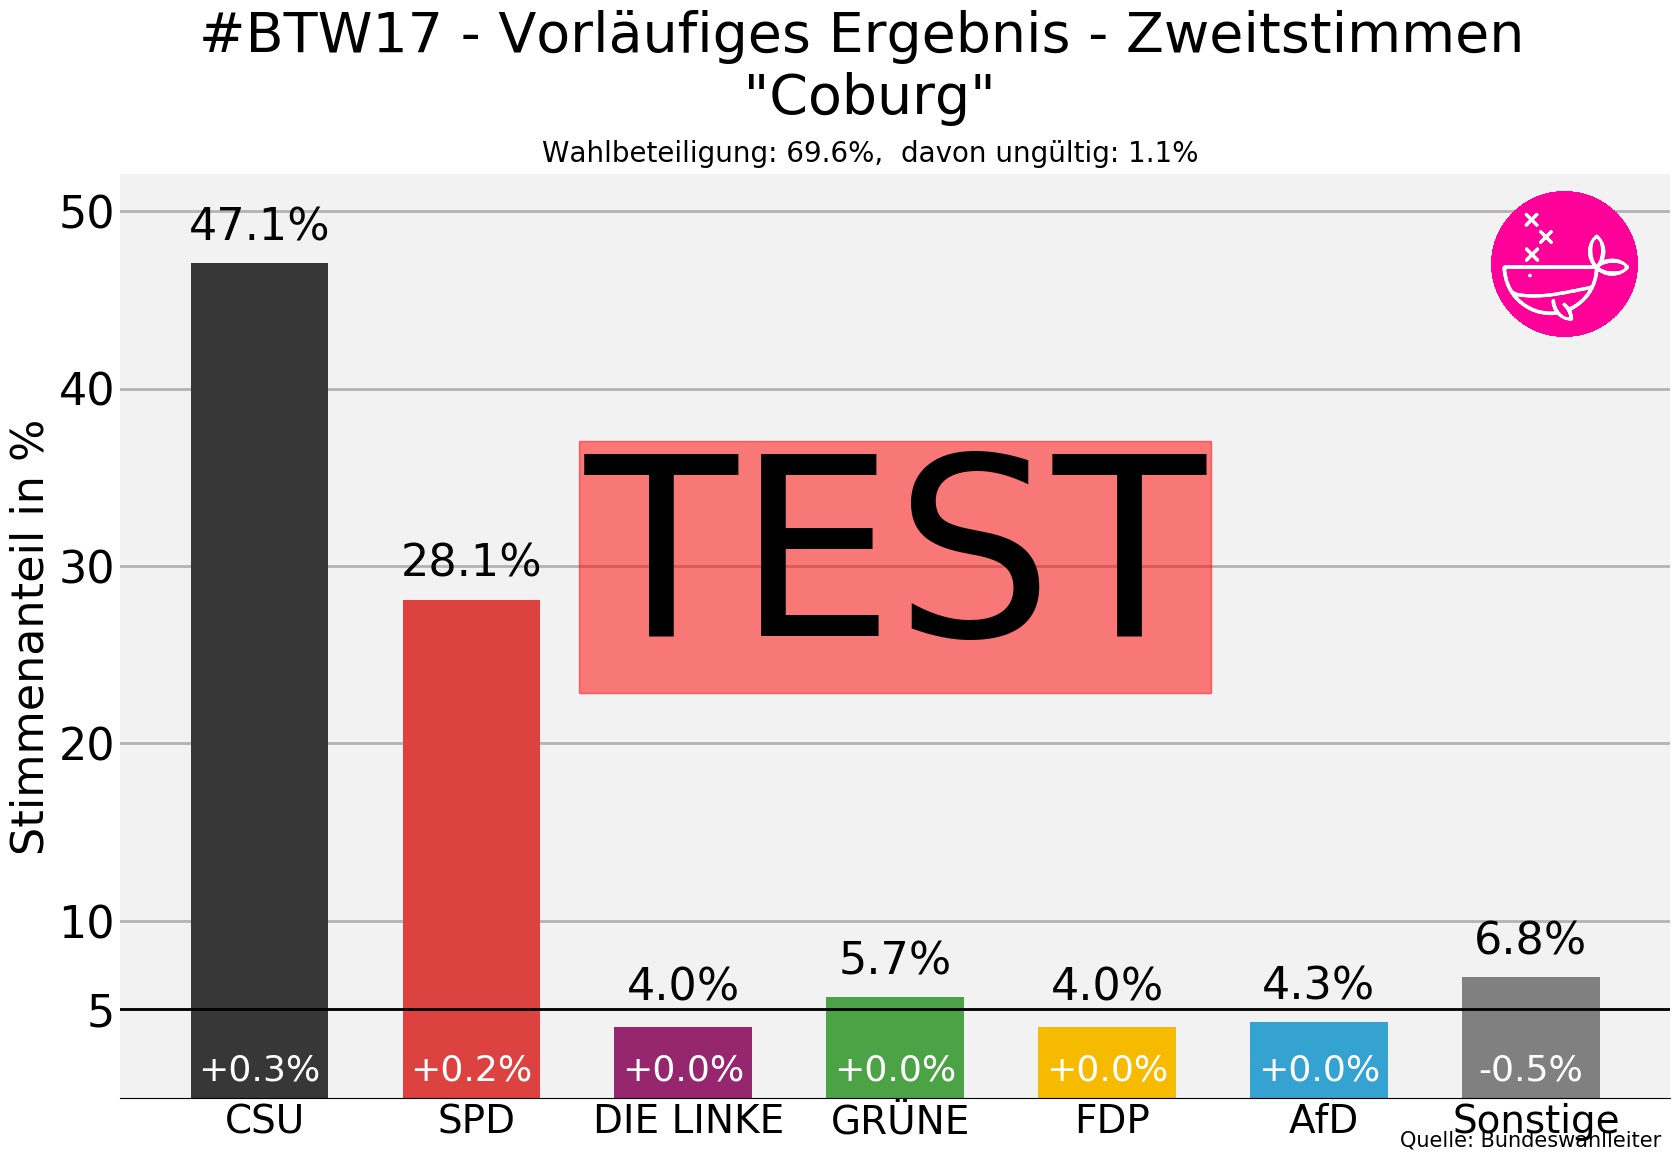 #BTW17 - Vorläufiges Ergebnis - Zweitstimmen
"Coburg"
Wahlbeteiligung: 69.6%,  davon ungültig: 1.1%
Stimmenanteil in %
50
40
30
20
10
5
47.1%
28.1%
4.0%
5.7%
4.0%
4.3%
6.8%
TEST
+0.3%
+0.2%
+0.0%
+0.0%
+0.0%
+0.0%
-0.5%
CSU
SPD
DIE LINKE
GRÜNE
FDP
AfD
Sonstige
Quelle: Bundeswahlleiter